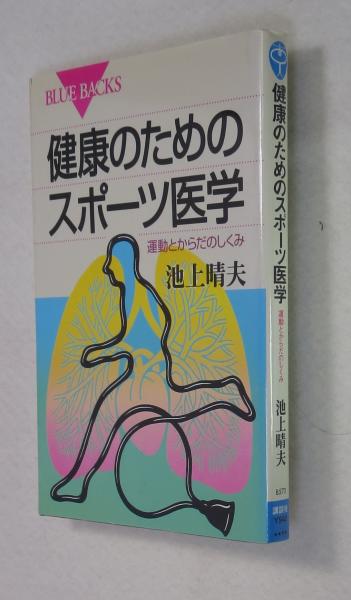 BLUE BACKS
健康のための
スポーツ医学
運動とからだのしくみ
池上晴夫
健康のためのスポーツ医学
運動とからだのしくみ
池上晴夫
B577
講談社